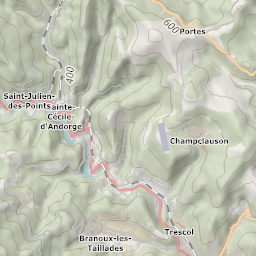 600
Portes
400
Saint-Julien-
des-Points
Sainte-
Cécile-
d'Andorge
Champclauson
Trescol
Branoux-les-
Taillades